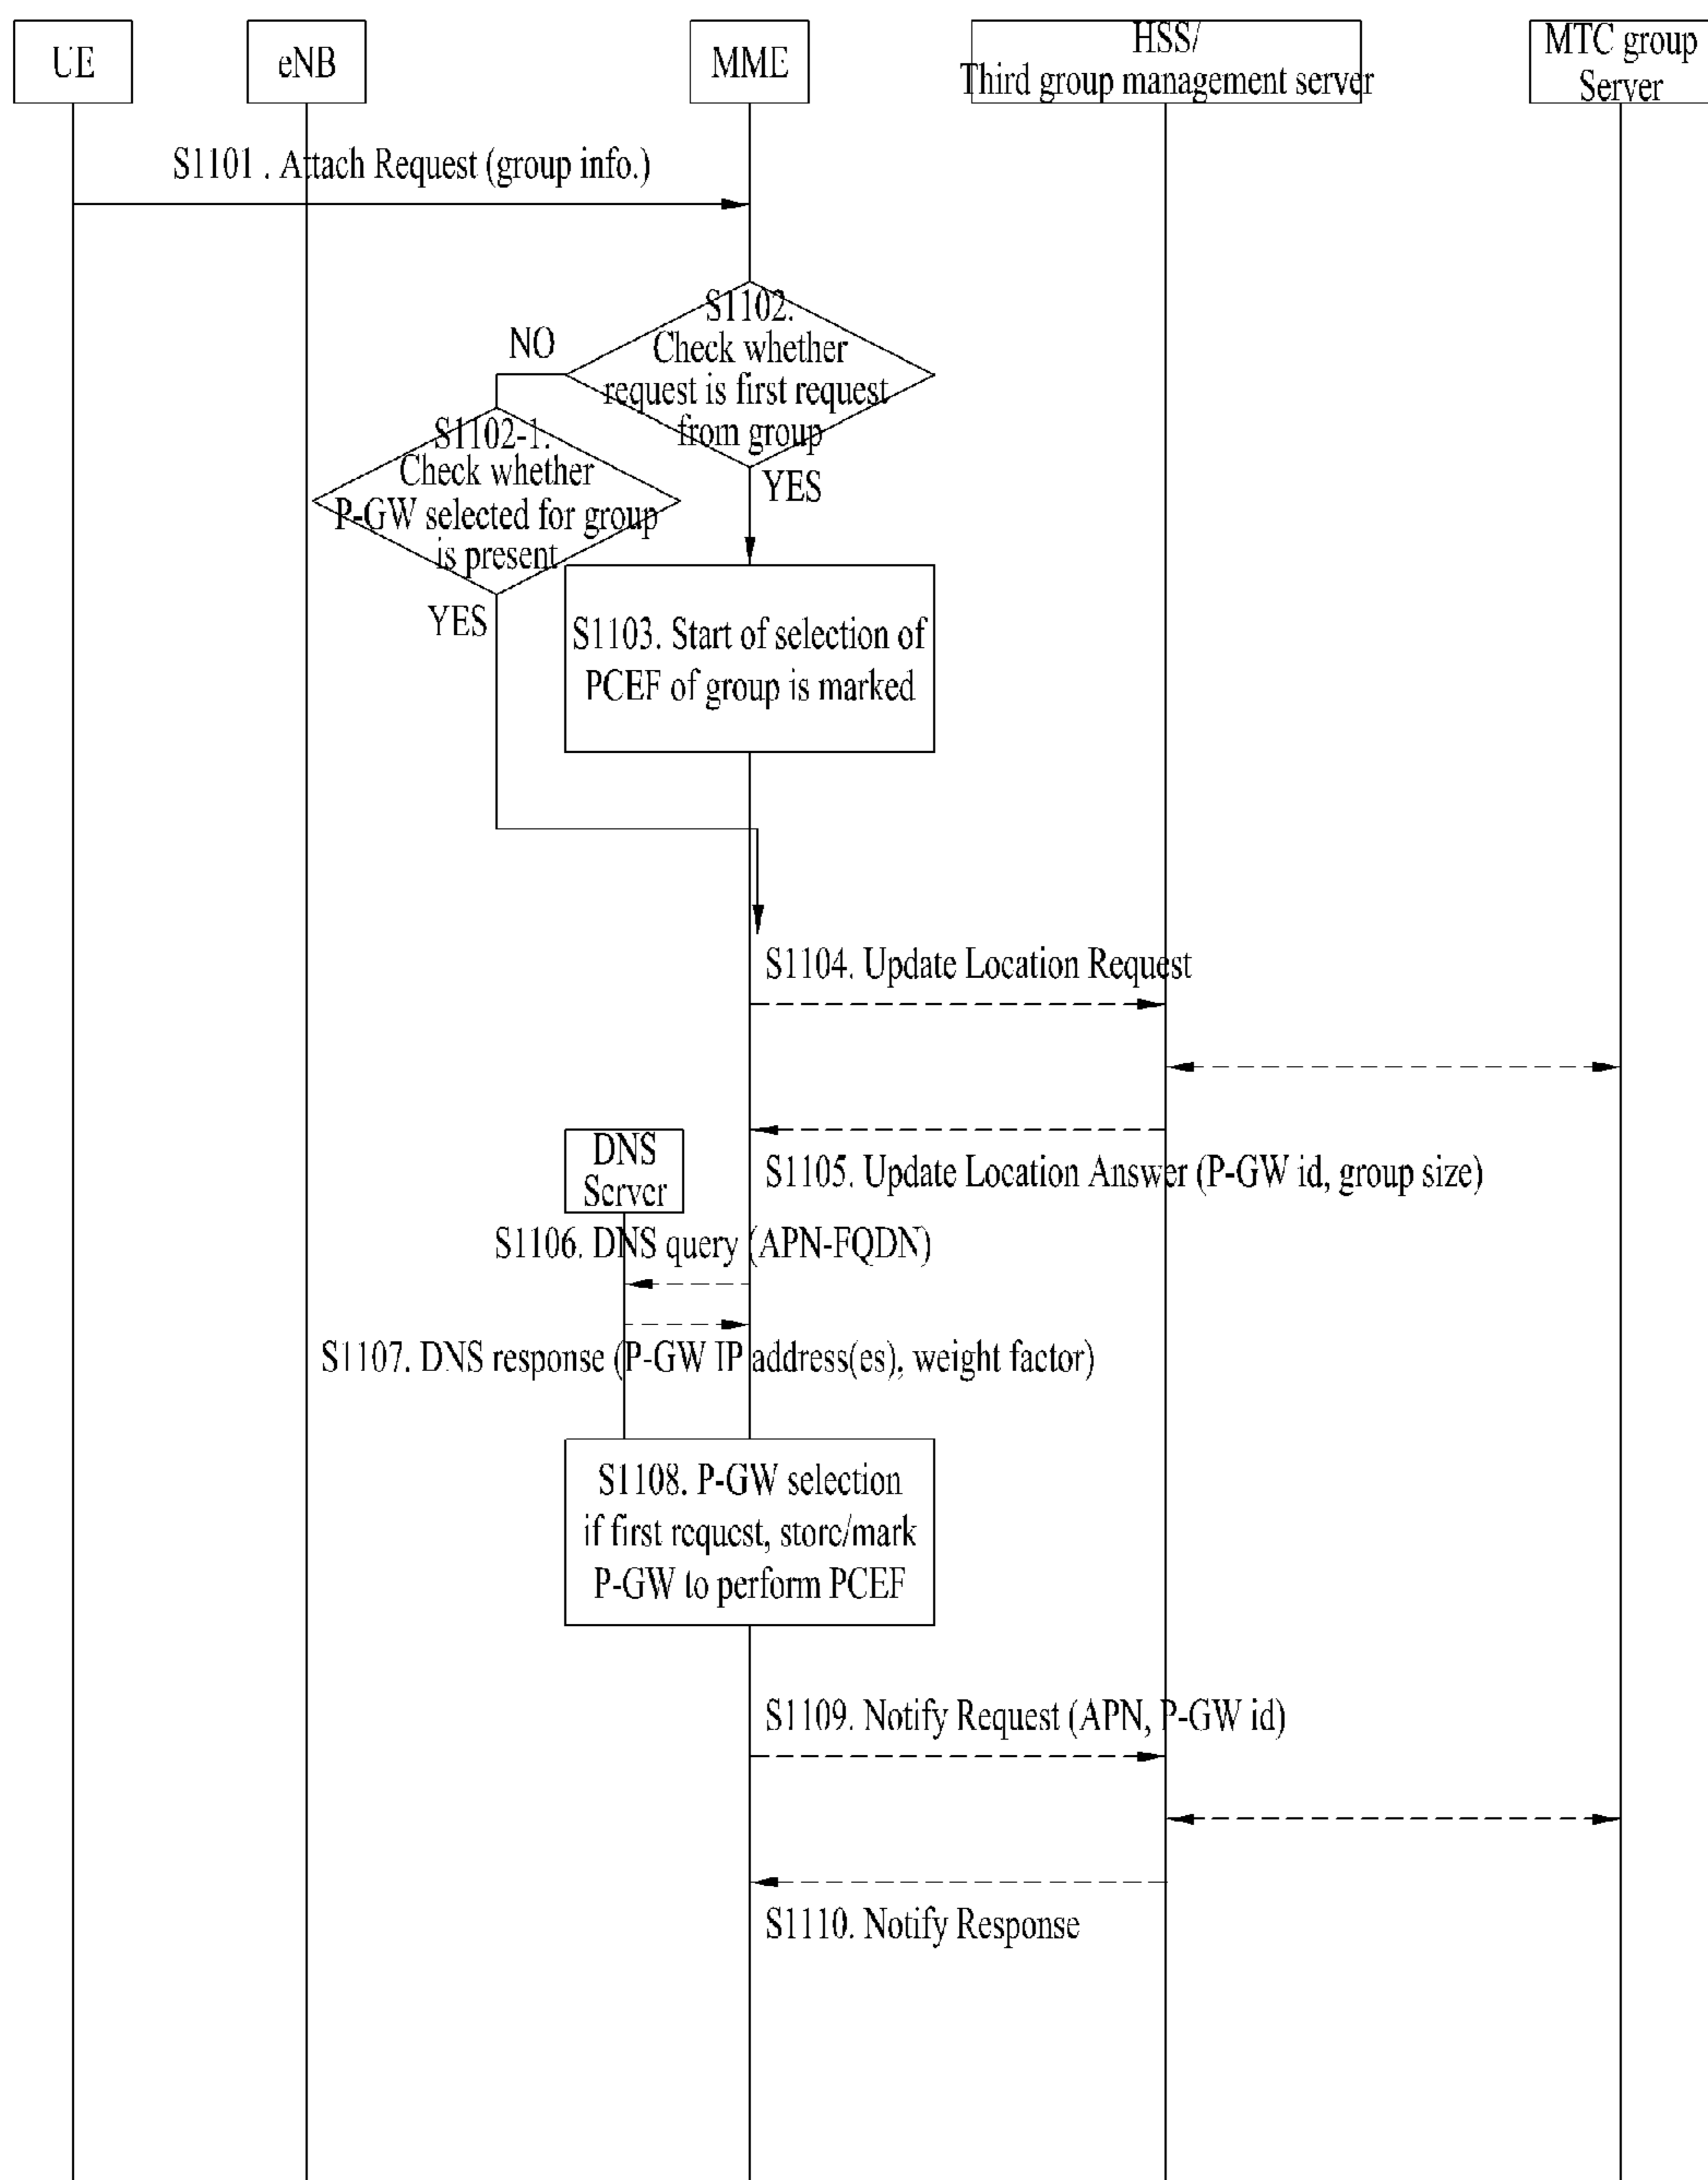 UE
eNB
MME
HSS/
Third group management server
MTC group
Server
S1101 . Attach Request (group info.)
S1102.
Check whether
request is first request
from group
NO
YES
S1102-1.
Check whether
P-GW selected for group
is present
YES
S1103. Start of selection of
PCEF of group is marked
S1104. Update Location Request
DNS
Server
S1105. Update Location Answer (P-GW id, group size)
S1106. DNS query (APN-FQDN)
S1107. DNS response (P-GW IP address(es), weight factor)
S1108. P-GW selection
if first request, store/mark
P-GW to perform PCEF
S1109. Notify Request (APN, P-GW id)
S1110. Notify Response